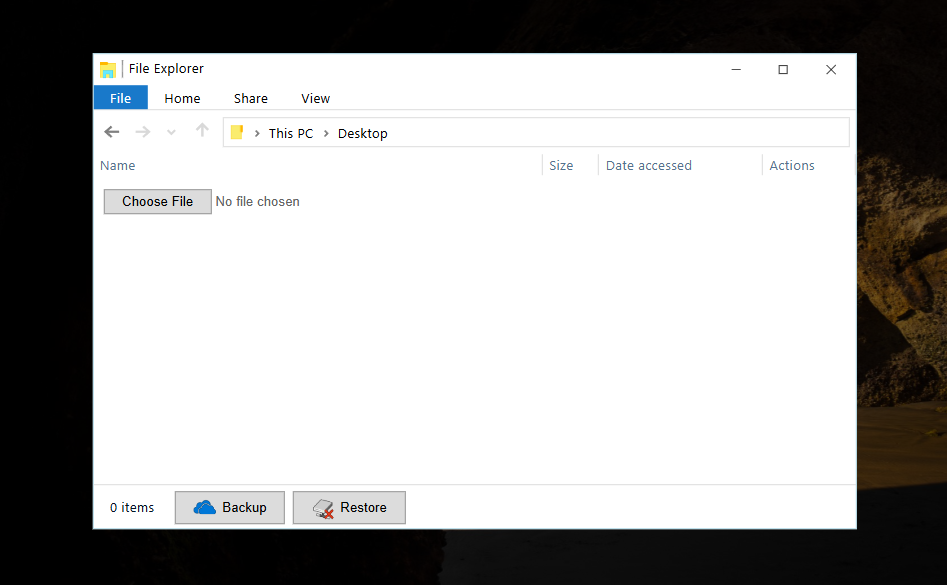 File Explorer
File Home Share View
This PC Desktop
Name Size Date accessed Actions
Choose File No file chosen
0 items Backup Restore